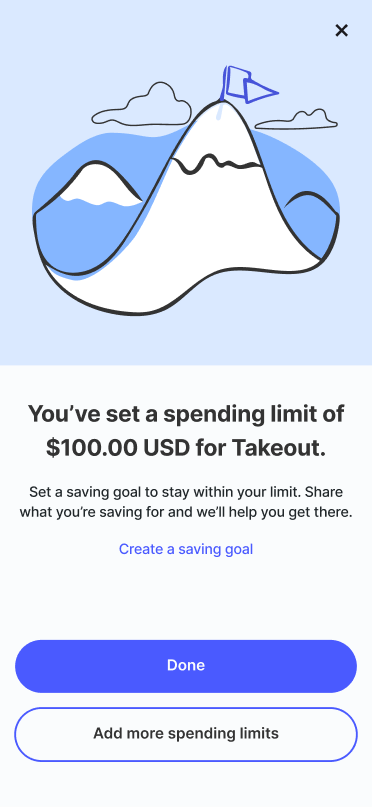 You’ve set a spending limit of
$100.00 USD for Takeout.
Set a saving goal to stay within your limit. Share
what you’re saving for and we’ll help you get there.
Create a saving goal
Done
Add more spending limits